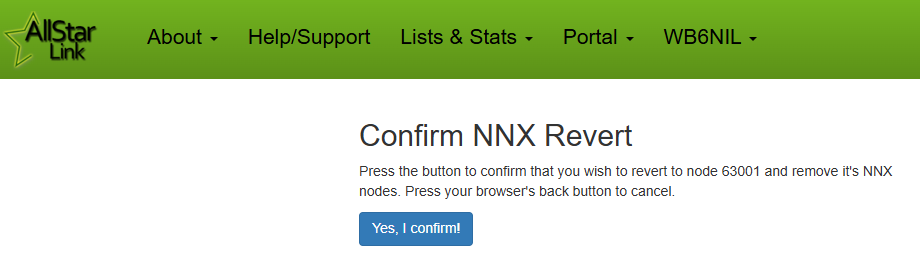 AllStar
Link
About Help/Support Lists & Stats Portal WB6NIL
Confirm NNX Revert
Press the button to confirm that you wish to revert to node 63001 and remove it's NNX
nodes. Press your browser's back button to cancel.
Yes, I confirm!